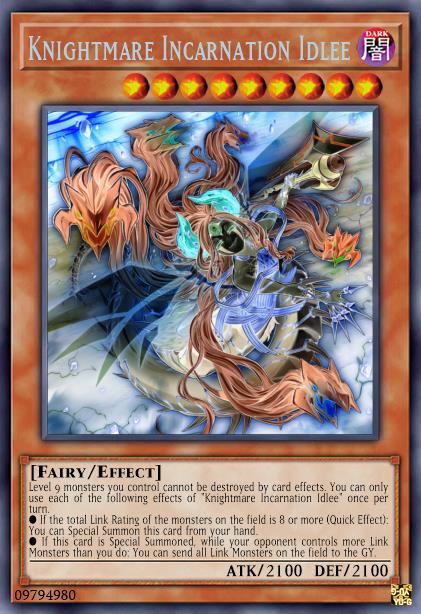 Knightmare Incarnation Idlee
DARK
闇
[Fairy/Effect]
Level 9 monsters you control cannot be destroyed by card effects. You can only
use each of the following effects of "Knightmare Incarnation Idlee" once per
turn.
● If the total Link Rating of the monsters on the field is 8 or more (Quick Effect):
You can Special Summon this card from your hand.
● If this card is Special Summoned, while your opponent controls more Link
Monsters than you do: You can send all Link Monsters on the field to the GY.
ATK/2100 DEF/2100
09794980